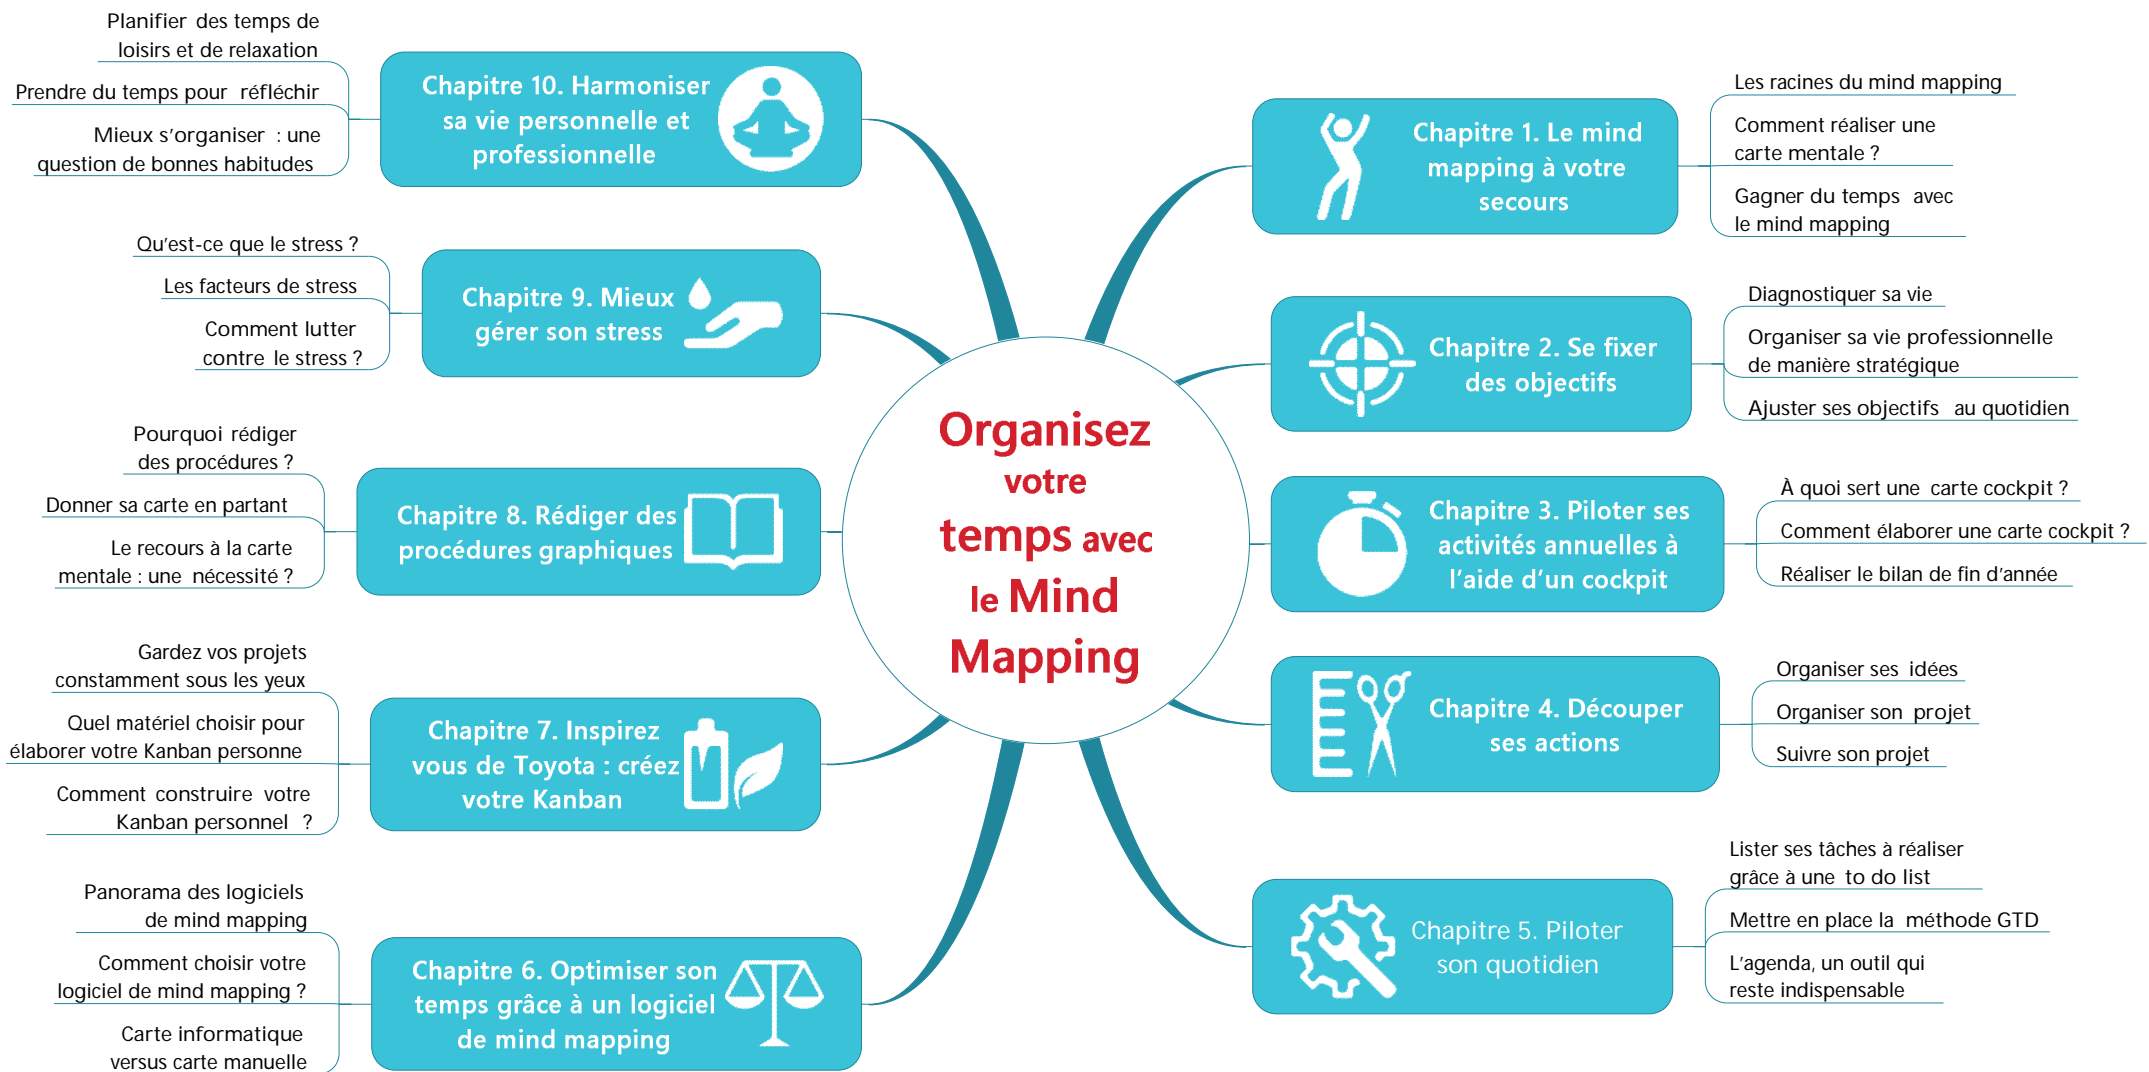 Organisez
votre
temps avec
le Mind
Mapping
Chapitre 1. Le mind
mapping à votre
secours
Les racines du mind mapping
Comment réaliser une
carte mentale ?
Gagner du temps avec
le mind mapping
Chapitre 2. Se fixer
des objectifs
Diagnostiquer sa vie
Organiser sa vie professionnelle
de manière stratégique
Ajuster ses objectifs au quotidien
Chapitre 3. Piloter ses
activités annuelles à
l'aide d'un cockpit
À quoi sert une carte cockpit ?
Comment élaborer une carte cockpit ?
Réaliser le bilan de fin d'année
Chapitre 4. Découper
ses actions
Organiser ses idées
Organiser son projet
Suivre son projet
Chapitre 5. Piloter
son quotidien
Lister ses tâches à réaliser
grâce à une to do list
Mettre en place la méthode GTD
L'agenda, un outil qui
reste indispensable
Chapitre 6. Optimiser son
temps grâce à un logiciel
de mind mapping
Panorama des logiciels
de mind mapping
Comment choisir votre
logiciel de mind mapping ?
Carte informatique
versus carte manuelle
Chapitre 7. Inspirez
vous de Toyota : créez
votre Kanban
Gardez vos projets
constamment sous les yeux
Quel matériel choisir pour
élaborer votre Kanban personne
Comment construire votre
Kanban personnel ?
Chapitre 8. Rédiger des
procédures graphiques
Pourquoi rédiger
des procédures ?
Donner sa carte en partant
Le recours à la carte
mentale : une nécessité ?
Chapitre 9. Mieux
gérer son stress
Qu'est-ce que le stress ?
Les facteurs de stress
Comment lutter
contre le stress ?
Chapitre 10. Harmoniser
sa vie personnelle et
professionnelle
Planifier des temps de
loisirs et de relaxation
Prendre du temps pour réfléchir
Mieux s'organiser : une
question de bonnes habitudes